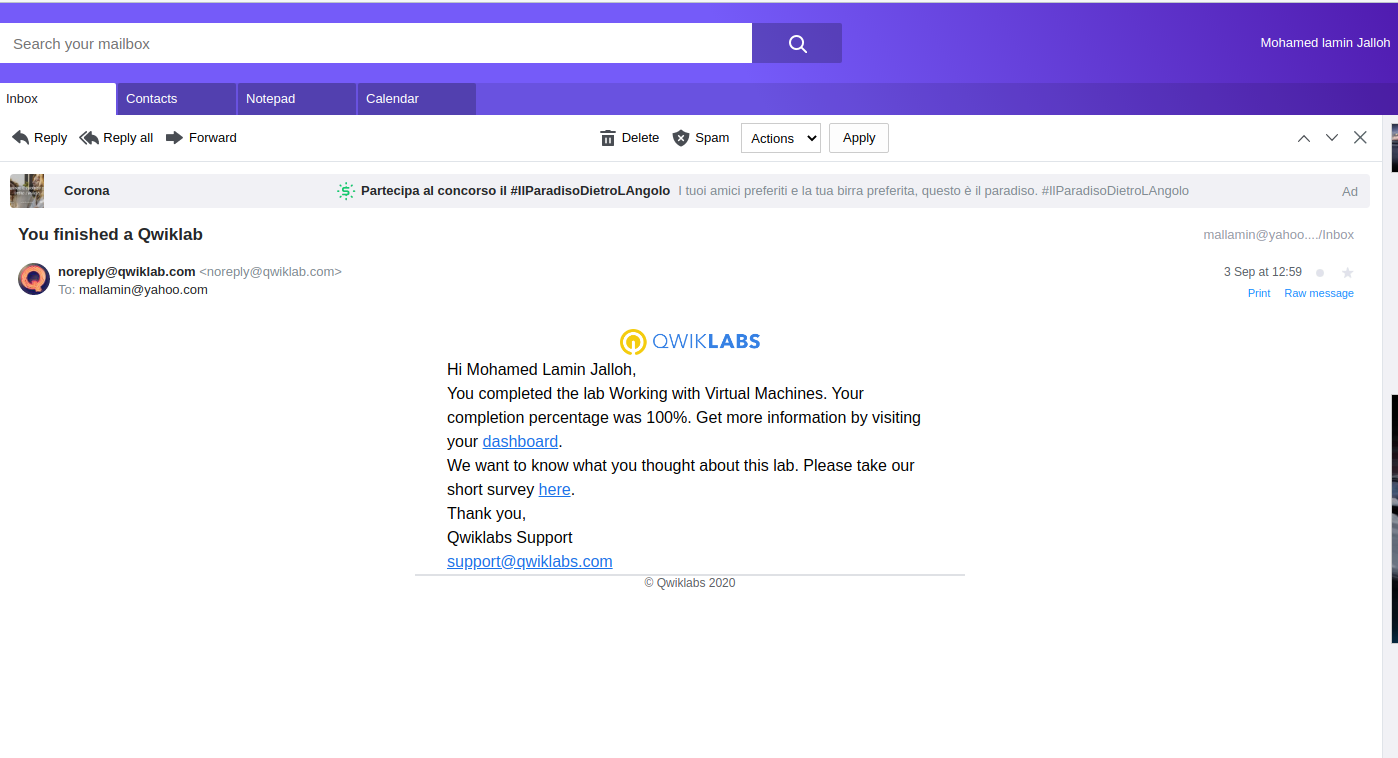 Search your mailbox
Mohamed lamin Jalloh
Inbox
Contacts
Notepad
Calendar
Reply
Reply all
Forward
Delete
Spam
Actions
Apply
Corona
Partecipa al concorso il #IlParadisoDietroLAngolo I tuoi amici preferiti e la tua birra preferita, questo è il paradiso. #IlParadisoDietroLAngolo
Ad
You finished a Qwiklab
mallamin@yahoo..../Inbox
noreply@qwiklab.com <noreply@qwiklab.com>
3 Sep at 12:59
To: mallamin@yahoo.com
Print
Raw message
QWIKLABS
Hi Mohamed Lamin Jalloh,
You completed the lab Working with Virtual Machines. Your
completion percentage was 100%. Get more information by visiting
your dashboard.
We want to know what you thought about this lab. Please take our
short survey here.
Thank you,
Qwiklabs Support
support@qwiklabs.com
© Qwiklabs 2020